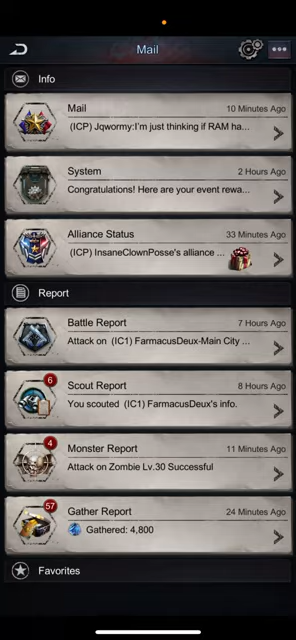 Mail
Info
Mail
10 Minutes Ago
(ICP) Jqwormy:I'm just thinking if RAM ha...
System
2 Hours Ago
Congratulations! Here are your event rewa...
Alliance Status
33 Minutes Ago
(ICP) InsaneClownPosse's alliance ...
Report
Battle Report
7 Hours Ago
Attack on (IC1) FarmacusDeux-Main City ...
6
Scout Report
8 Hours Ago
You scouted (IC1) FarmacusDeux's info.
4
Monster Report
11 Minutes Ago
Attack on Zombie Lv.30 Successful
57
Gather Report
24 Minutes Ago
Gathered: 4,800
Favorites